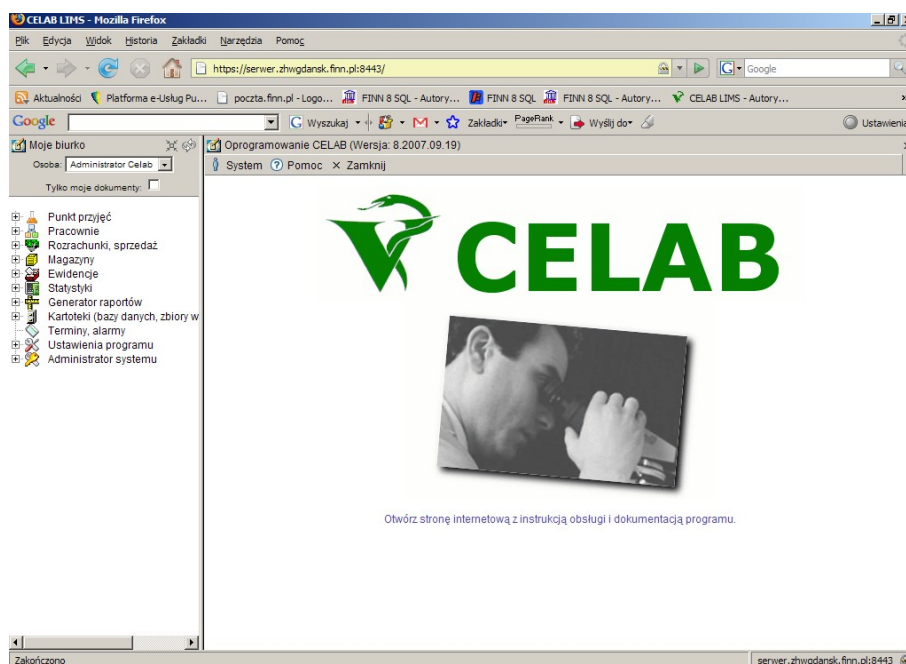 CELAB LIMS - Mozilla Firefox
Plik Edycja Widok Historia Zakładki Narzędzia Pomoc
https://serwer.zhwgdansk.finn.pl:8443/
G Google
Aktualności Platforma e-Usług Pu... poczta.finn.pl - Logo... FINN 8 SQL - Autory... FINN 8 SQL FINN 8 SQL - Autory... CELAB LIMS - Autory...
Google G Wyszukaj Zakładki PageRank Wyślij do Ustawienia
Moje biurko
Osoba: Administrator Celab
Tylko moje dokumenty:
Punkt przyjęć
Pracownie
Rozrachunki, sprzedaż
Magazyny
Ewidencje
Statystyki
Generator raportów
Kartoteki (bazy danych, zbiory w
Terminy, alarmy
Ustawienia programu
Administrator systemu
Oprogramowanie CELAB (Wersja: 8.2007.09.19)
System Pomoc Zamknij
CELAB
Otwórz stronę internetową z instrukcją obsługi i dokumentacją programu.
Zakończono serwer.zhwgdansk.finn.pl:8443